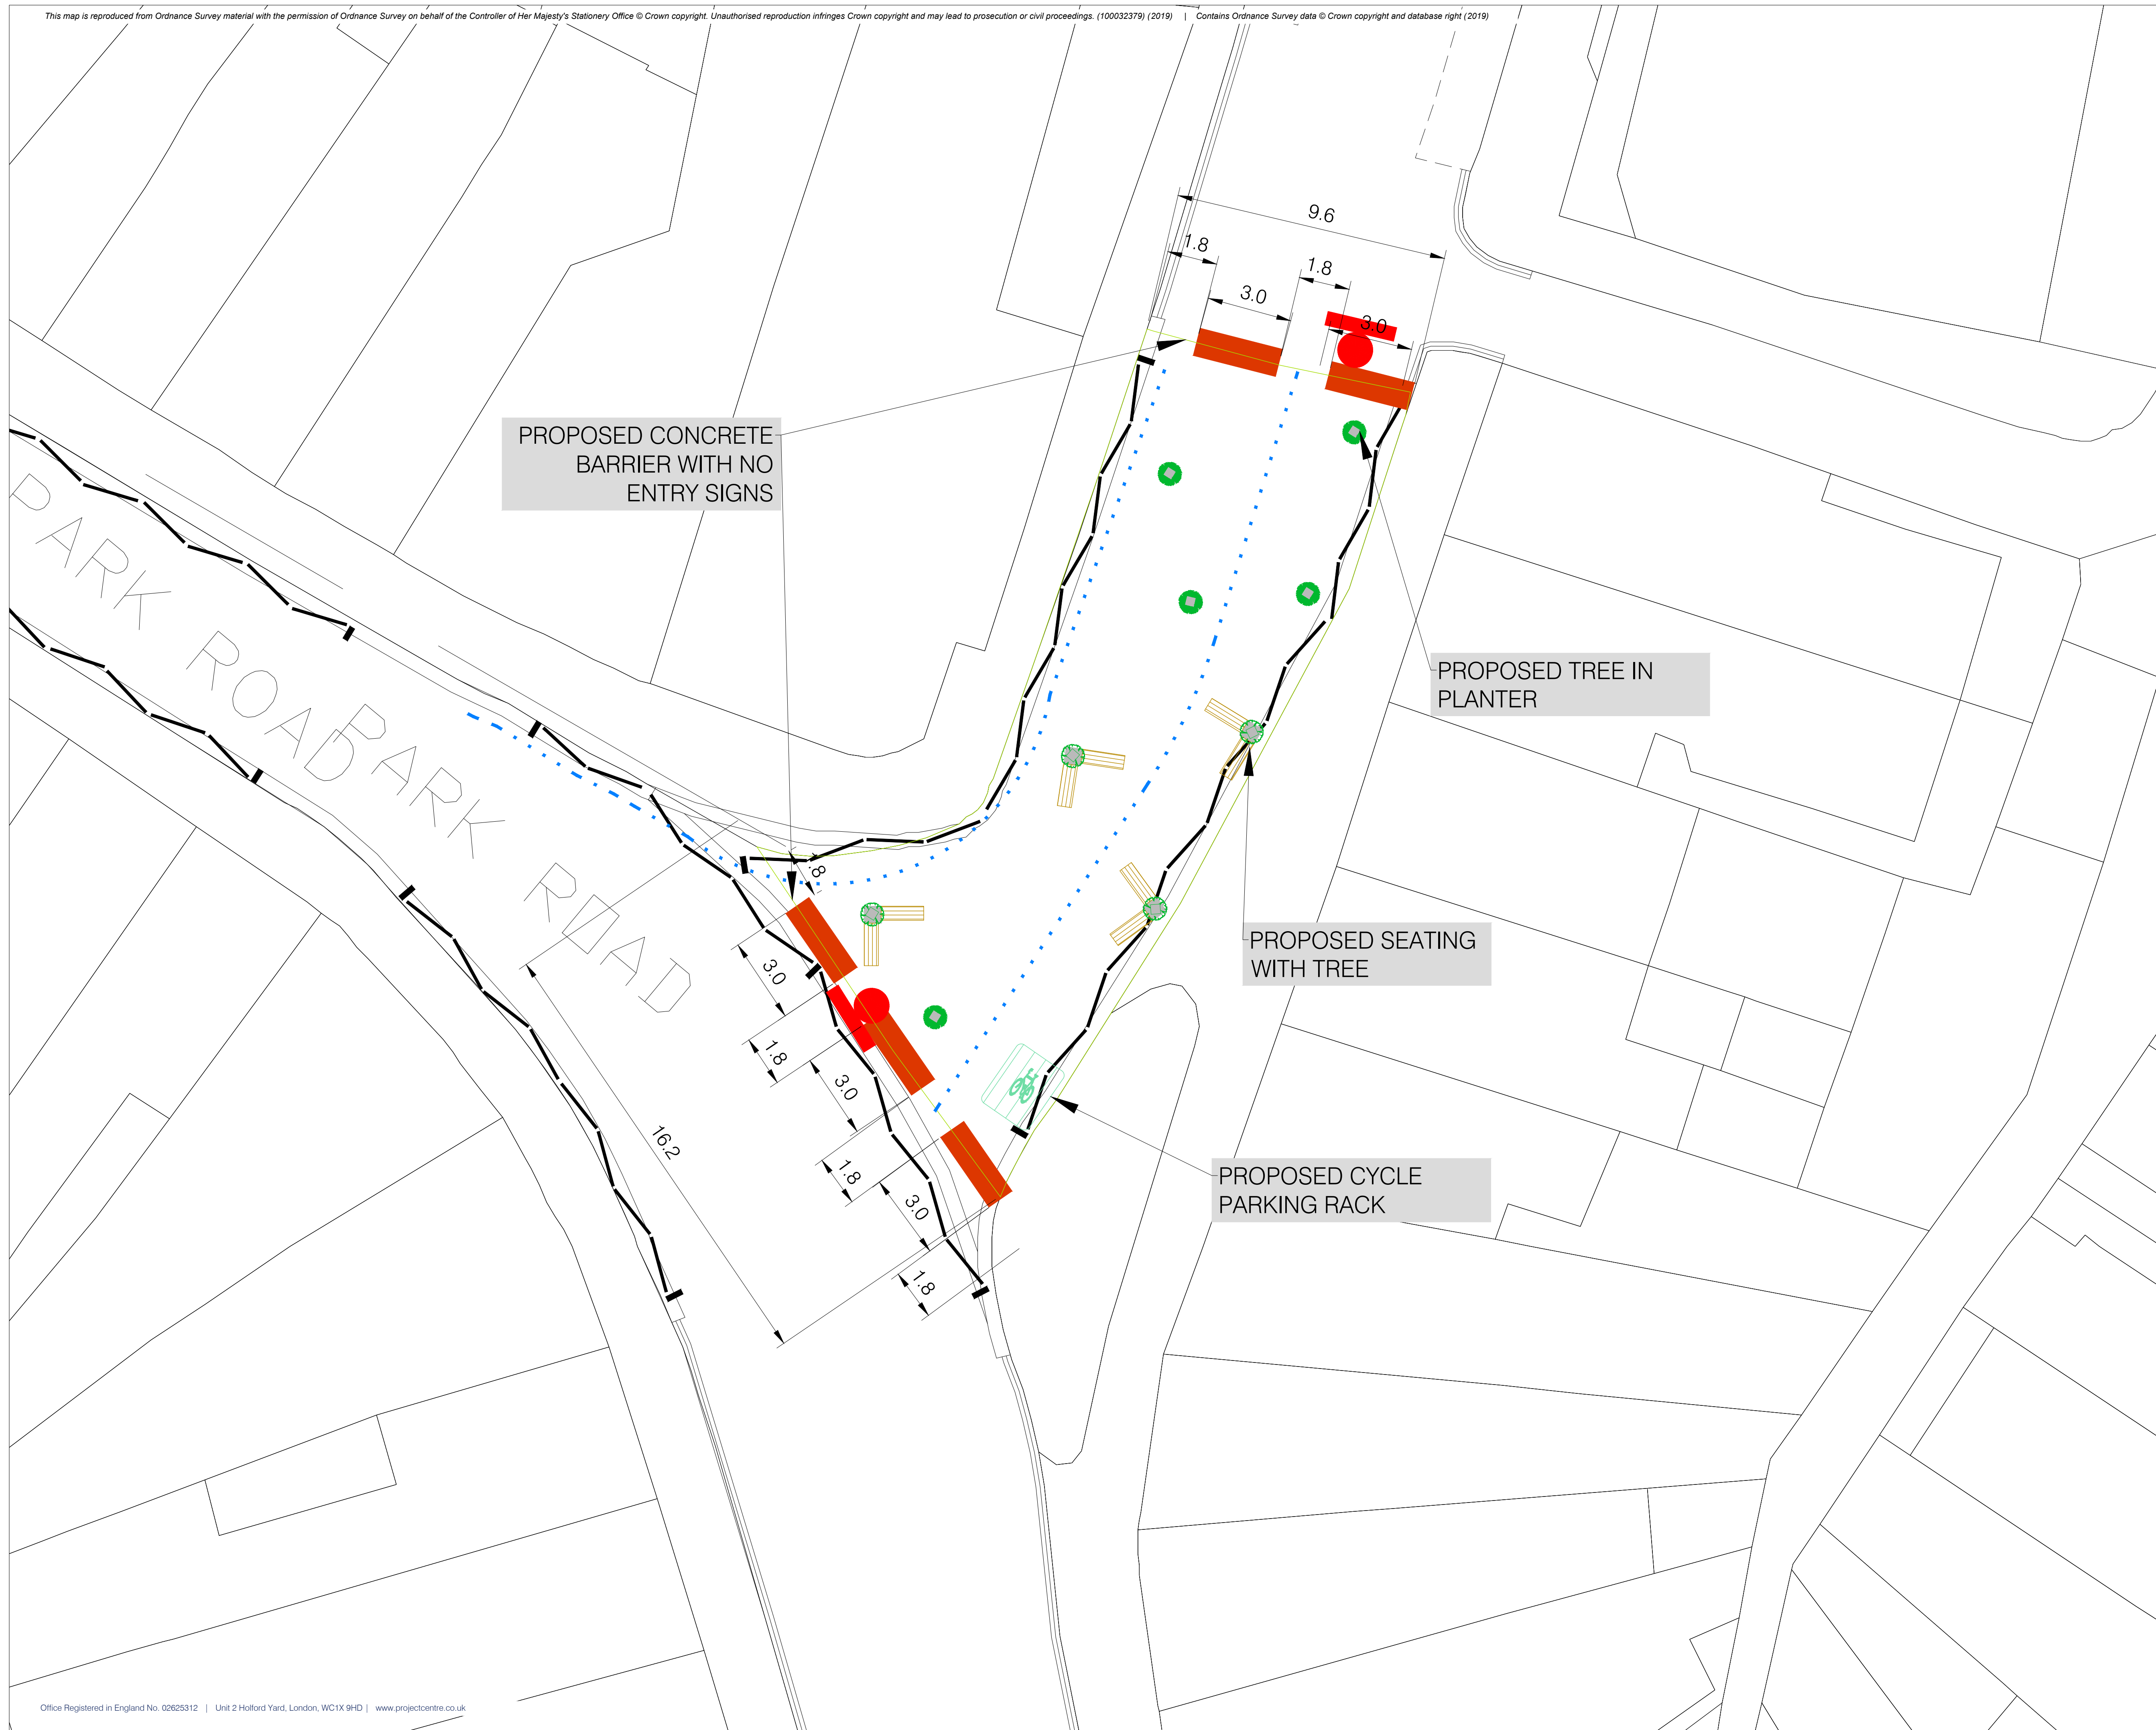 This map is reproduced from Ordnance Survey material with the permission of Ordnance Survey on behalf of the Controller of Her Majesty's Stationery Office © Crown copyright. Unauthorised reproduction infringes Crown copyright and may lead to prosecution or civil proceedings. (100032379) (2019) | Contains Ordnance Survey data © Crown copyright and database right (2019)
9.6
1.8
1.8
3.0
3.0
PROPOSED CONCRETE
BARRIER WITH NO
ENTRY SIGNS
PARK ROAD
PARK ROAD
PROPOSED TREE IN
PLANTER
1.8
PROPOSED SEATING
WITH TREE
3.0
1.8
3.0
16.2
1.8
3.0
1.8
PROPOSED CYCLE
PARKING RACK
Office Registered in England No. 02625312 | Unit 2 Holford Yard, London, WC1X 9HD | www.projectcentre.co.uk